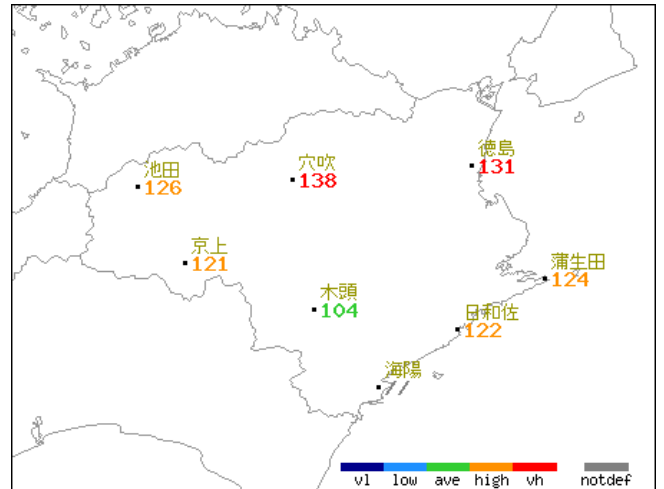 徳島
131
穴吹
138
池田
126
京上
121
蒲生田
124
木頭
104
日和佐
122
海陽
vl low ave high vh notdef